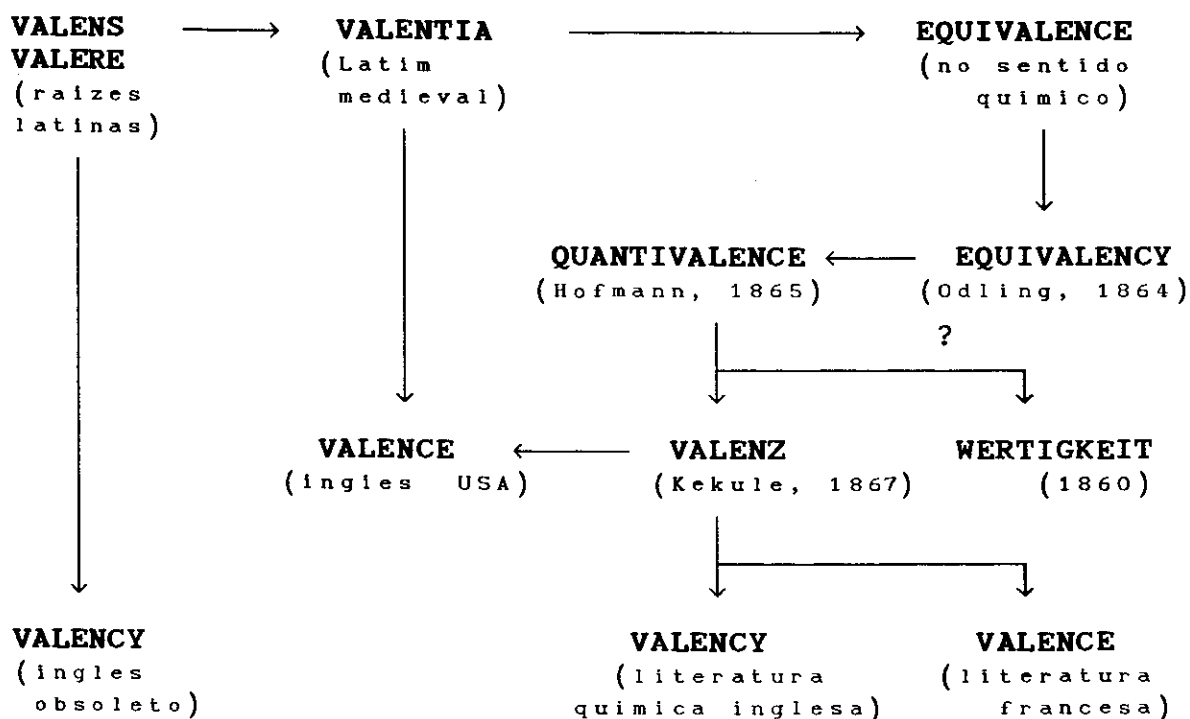 VALENS
VALERE
(raizes
latinas)
VALENTIA
(Latim
medieval)
EQUIVALENCE
(no sentido
quimico)
QUANTIVALENCE
(Hofmann, 1865)
EQUIVALENCY
(Odling, 1864)
?
VALENCE
(ingles USA)
VALENZ
(Kekule, 1867)
WERTIGKEIT
(1860)
VALENCY
(ingles
obsoleto)
VALENCY
(literatura
quimica inglesa)
VALENCE
(literatura
francesa)